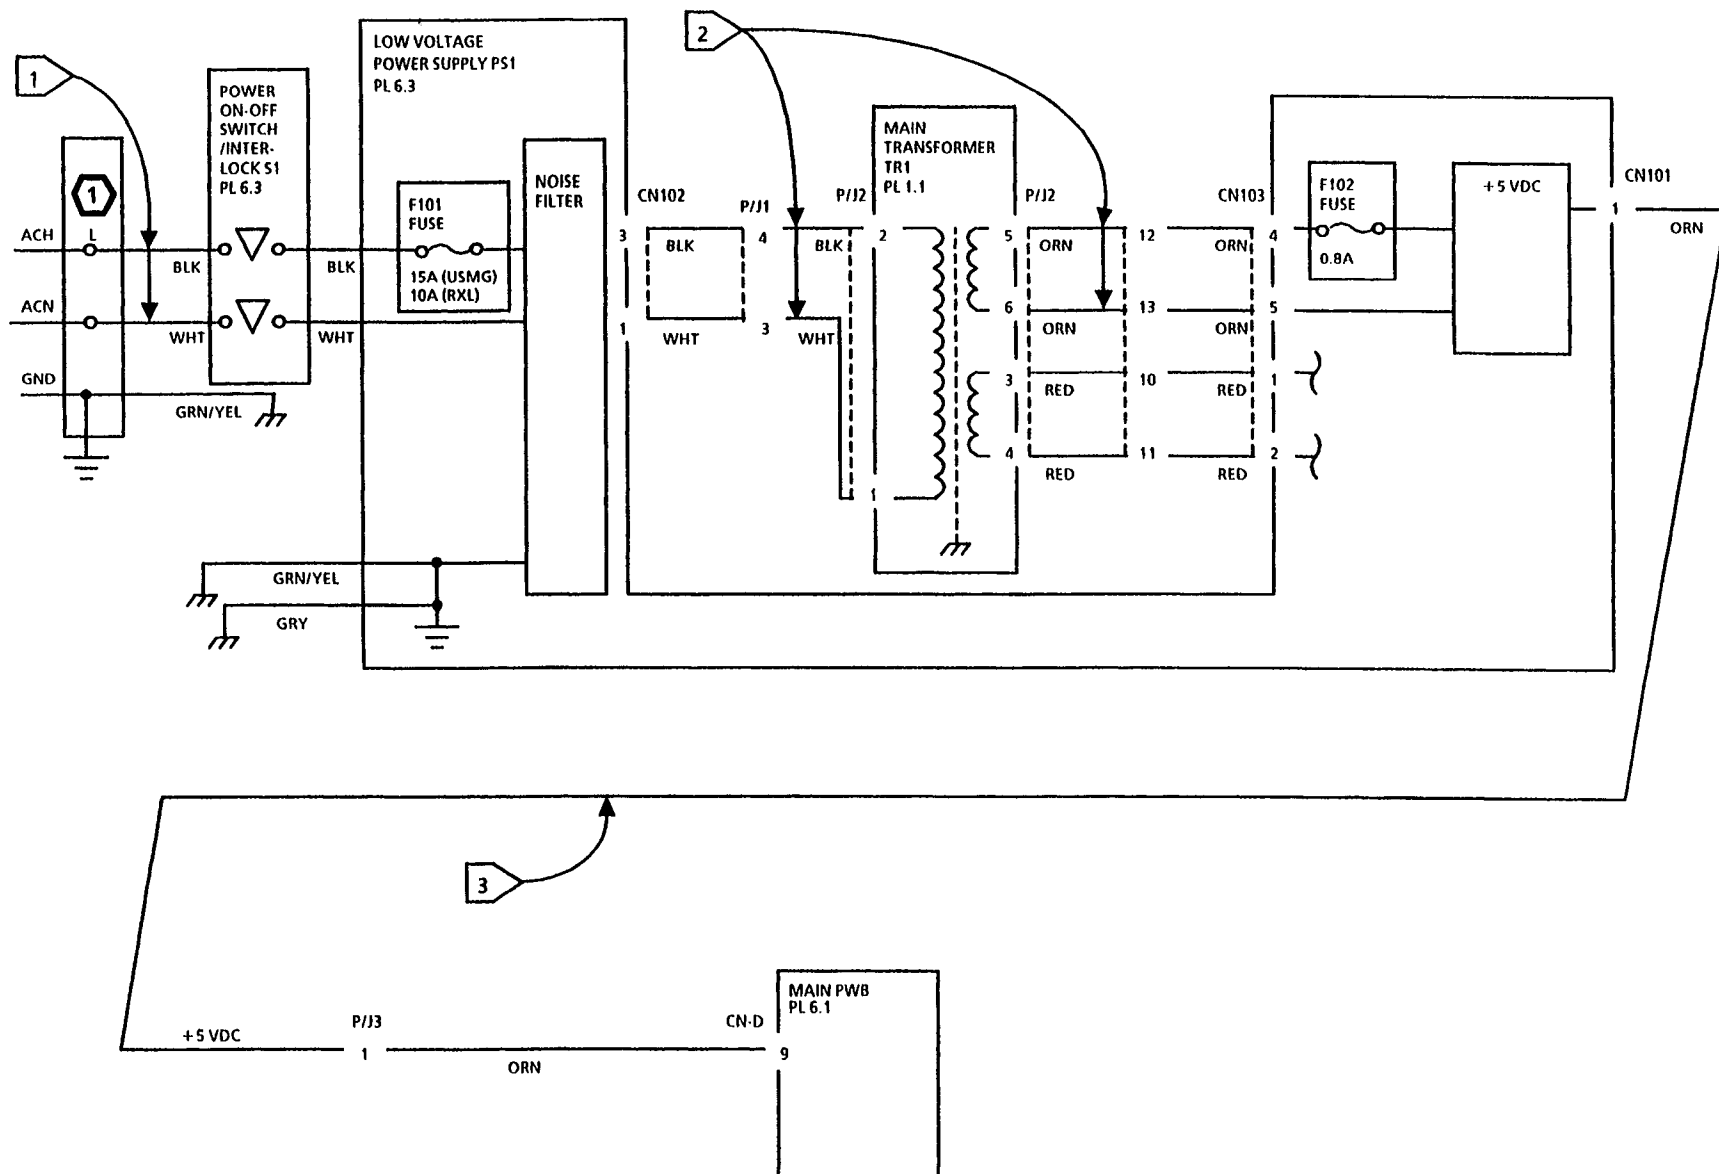 1
2
3
LOW VOLTAGE
POWER SUPPLY PS1
PL 6.3
POWER
ON-OFF
SWITCH
/INTER-
LOCK S1
PL 6.3
1
L
ACH
ACN
GND
BLK
WHT
GRN/YEL
BLK
WHT
F101
FUSE
15A (USMG)
10A (RXL)
NOISE
FILTER
GRN/YEL
GRY
CN102
3
1
BLK
WHT
P/J1
4
3
BLK
WHT
P/J2
2
1
MAIN
TRANSFORMER
TR1
PL 1.1
P/J2
5
6
3
4
ORN
ORN
RED
RED
12
13
10
11
ORN
ORN
RED
RED
CN103
4
5
1
2
F102
FUSE
0.8A
+5 VDC
CN101
1
ORN
+5 VDC
P/J3
1
ORN
CN-D
9
MAIN PWB
PL 6.1